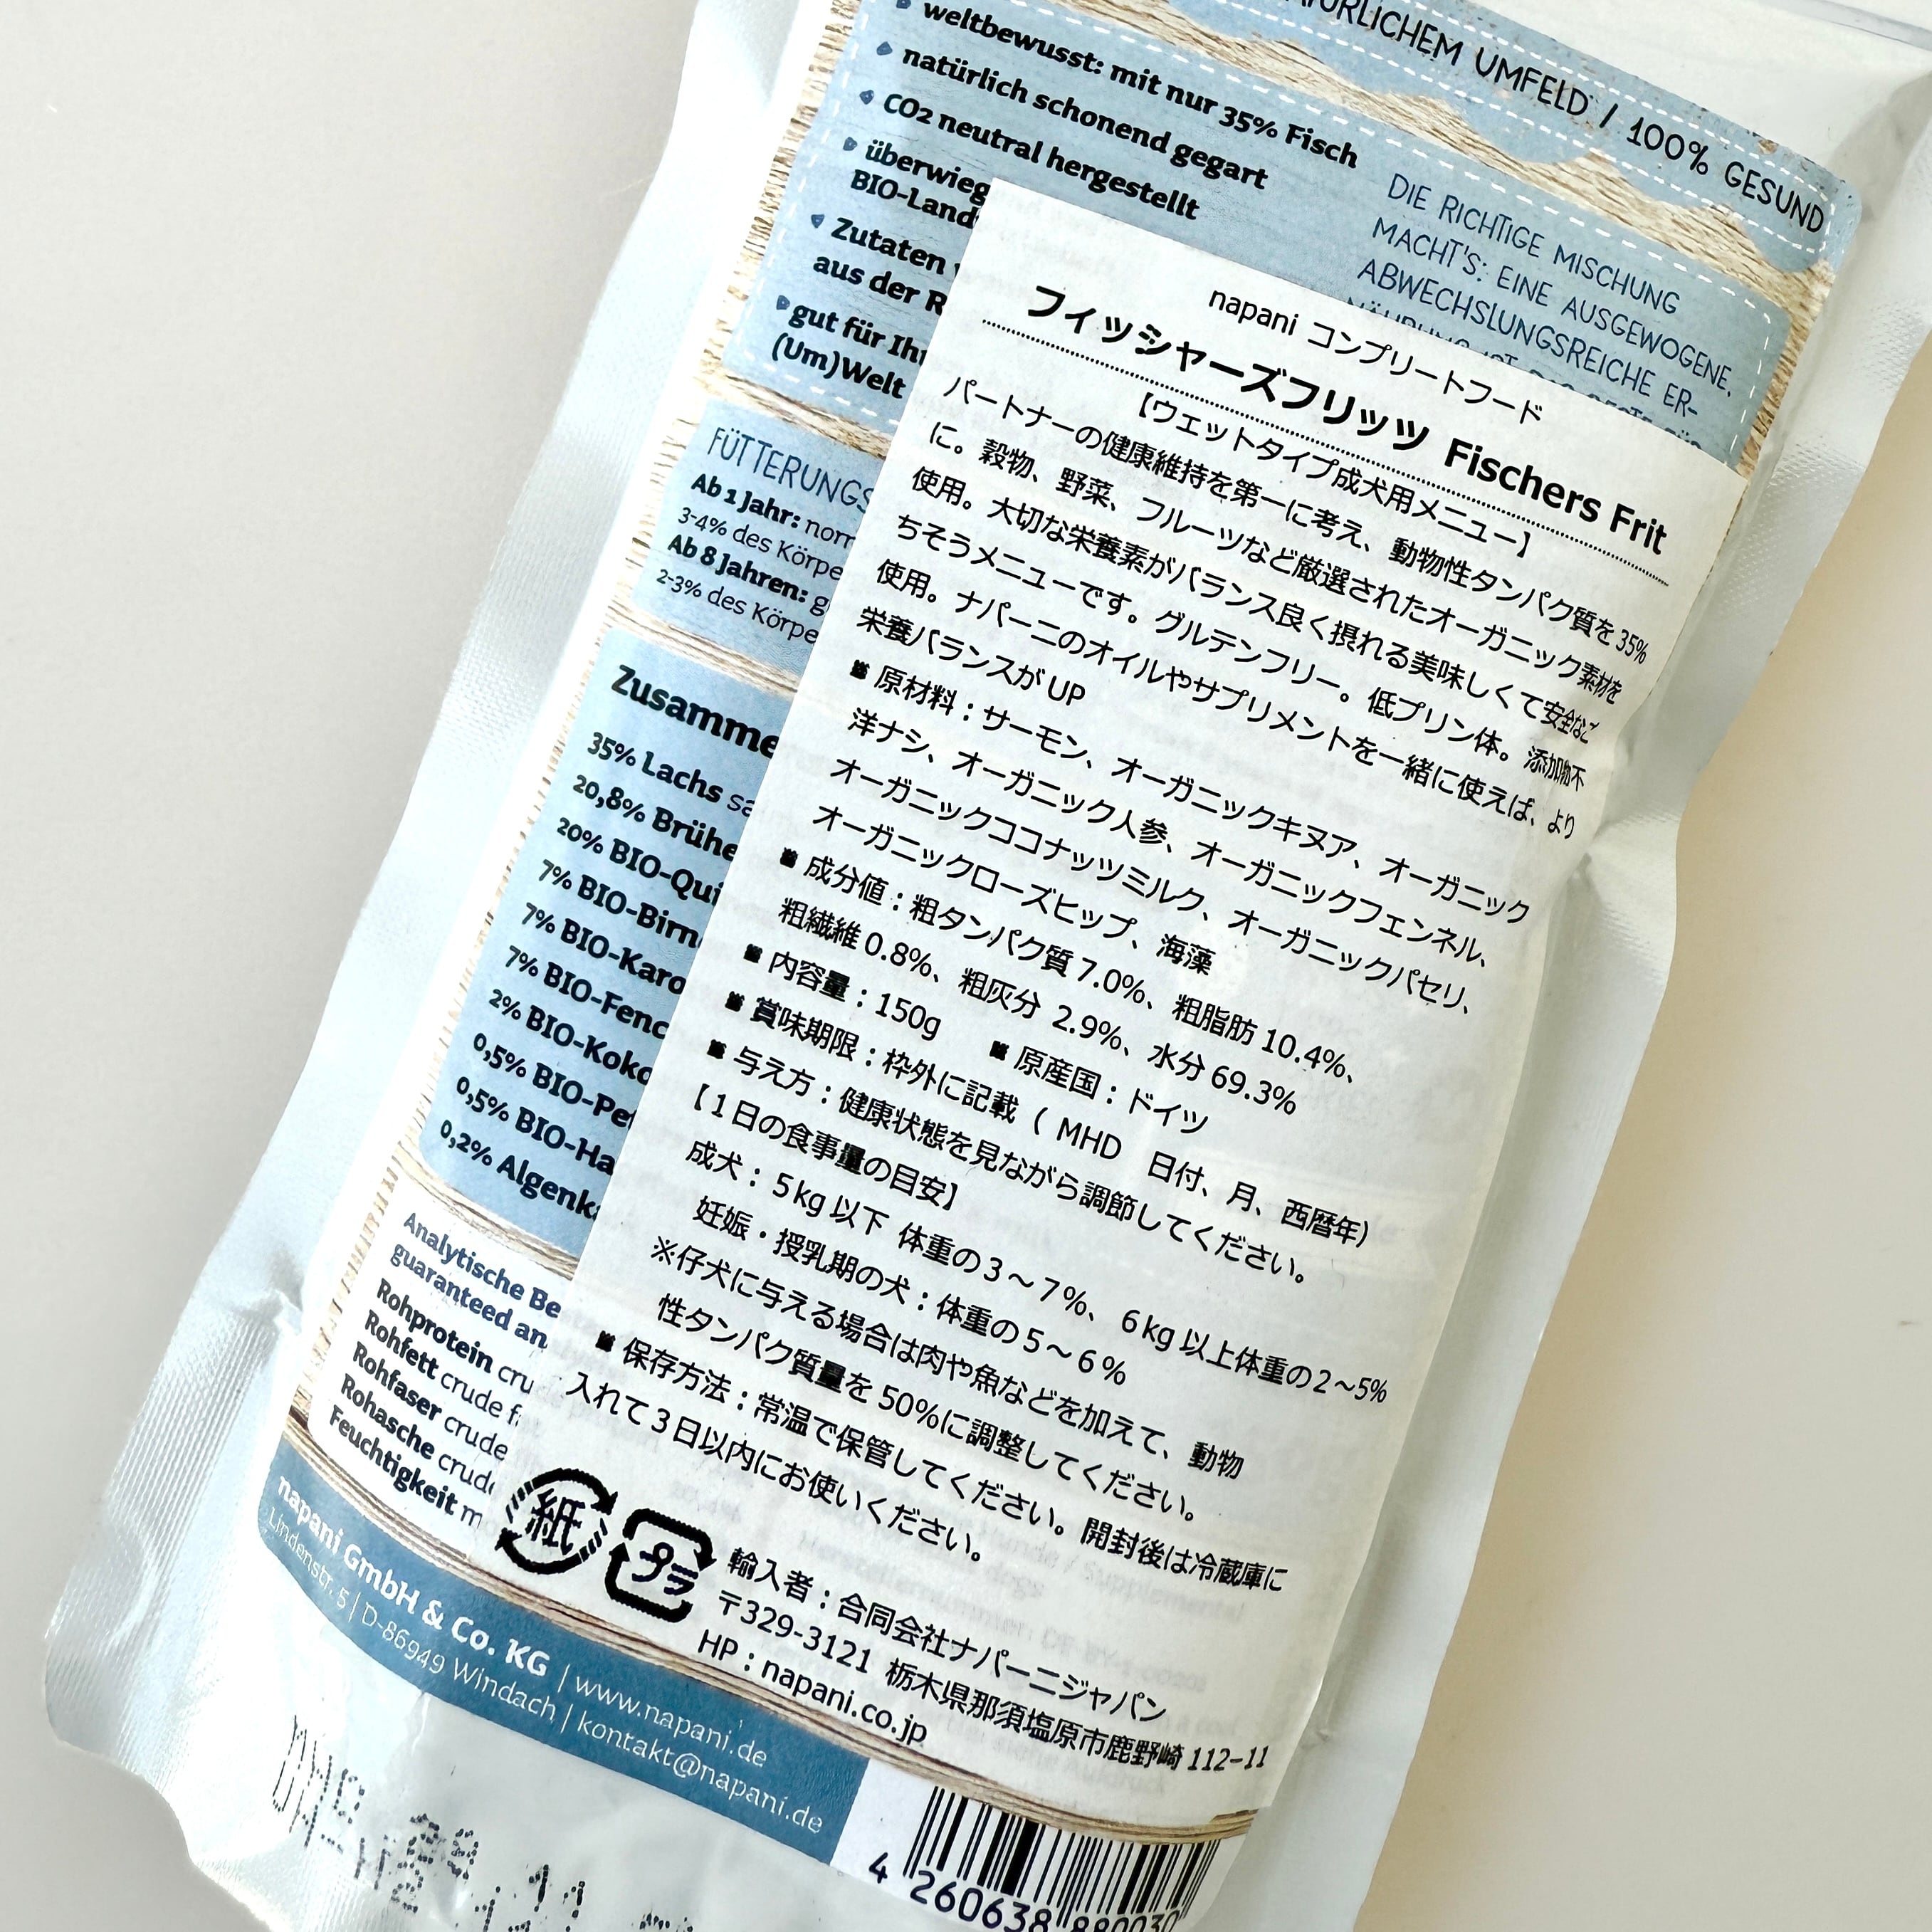 NATÜRLICHEM UMFELD / 100% GESUND
weltbewusst: mit nur 35% Fisch
natürlich schonend gegart
CO2 neutral hergestellt
überwieg
BIO-Land
Zutaten
aus der R
gut für Ihr
(Um)Welt
DIE RICHTIGE MISCHUNG
MACHT'S: EINE AUSGEWOGENE,
ABWECHSLUNGSREICHE ER-
FÜTTERUNGS
Ab 1 Jahr: nor
3-4% des Körpe
Ab 8 Jahren: g
2-3% des Körpe
Zusamme
35% Lachs sa
20,8% Brühe
20% BIO-Qui
7% BIO-Birn
7% BIO-Karo
7% BIO-Fenc
2% BIO-Koko
0,5% BIO-Pet
0,5% BIO-Ha
0,2% Algenk
Analytische Be
guaranteed an
Rohprotein cru
Rohfett crude f
Rohfaser crude
Rohasche crude
Feuchtigkeit m
napani コンプリートフード
フィッシャーズフリッツ Fischers Frit
【ウェットタイプ成犬用メニュー】
パートナーの健康維持を第一に考え、動物性タンパク質を 35%
に。穀物、野菜、フルーツなど厳選されたオーガニック素材を
使用。大切な栄養素がバランス良く摂れる美味しくて安全なご
ちそうメニューです。グルテンフリー。低プリン体。添加物不
使用。ナパーニのオイルやサプリメントを一緒に使えば、より
栄養バランスが UP
原材料：サーモン、オーガニックキヌア、オーガニック
洋ナシ、オーガニック人参、オーガニックフェンネル、
オーガニックココナッツミルク、オーガニックパセリ、
オーガニックローズヒップ、海藻
成分値：粗タンパク質 7.0%、粗脂肪 10.4%、
粗繊維 0.8%、粗灰分 2.9%、水分 69.3%
内容量：150g 原産国：ドイツ
賞味期限：枠外に記載（ MHD 日付、月、西暦年）
与え方：健康状態を見ながら調節してください。
【１日の食事量の目安】
成犬：５kg 以下 体重の３～７%、６kg 以上体重の２～5%
妊娠・授乳期の犬：体重の５～６%
※仔犬に与える場合は肉や魚などを加えて、動物
性タンパク質量を 50%に調整してください。
保存方法：常温で保管してください。開封後は冷蔵庫に
入れて３日以内にお使いください。
紙
プラ
輸入者：合同会社ナパーニジャパン
〒329-3121 栃木県那須塩原市鹿野崎 112−11
HP：napani.co.jp
napani GmbH & Co. KG | www.napani.de
Lindenstr. 5 | D-86949 Windach | kontakt@napani.de
4 260638 880030